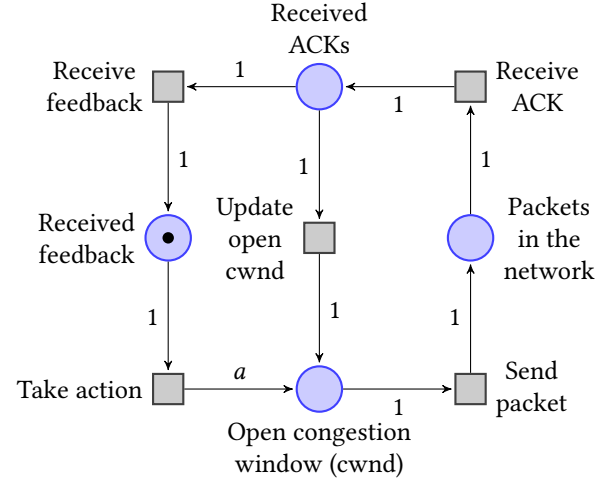 Received
ACKs
Receive
feedback
1
1
Receive
ACK
1
1
1
Received
feedback
Update
open
cwnd
Packets
in the
network
1
1
1
Take action
a
1
Send
packet
Open congestion
window (cwnd)